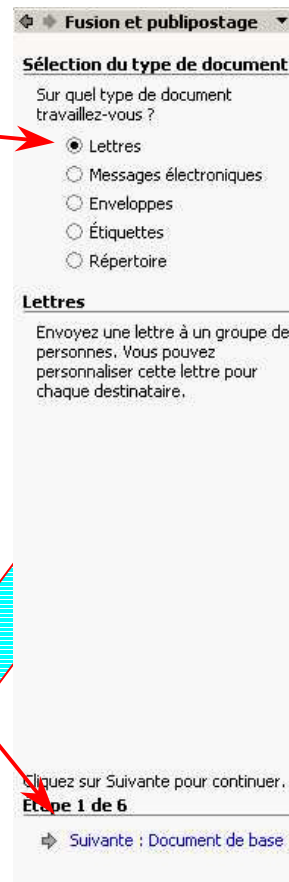 Fusion et publipostage
Sélection du type de document
Sur quel type de document
travaillez-vous ?
Lettres
Messages électroniques
Enveloppes
Étiquettes
Répertoire
Lettres
Envoyez une lettre à un groupe de
personnes. Vous pouvez
personnaliser cette lettre pour
chaque destinataire.
Cliquez sur Suivante pour continuer.
Étape 1 de 6
Suivante : Document de base